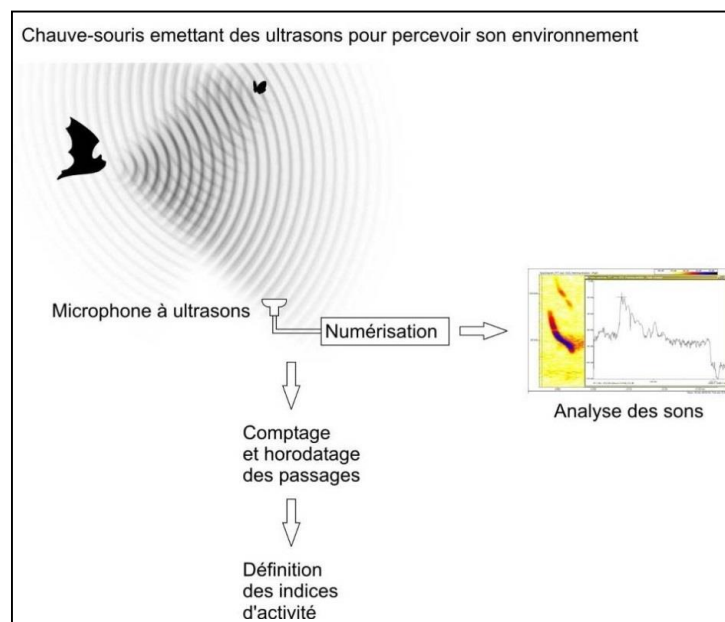 Chauve-souris emettant des ultrasons pour percevoir son environnement
Microphone à ultrasons
Numérisation
Analyse des sons
Comptage
et horodatage
des passages
Définition
des indices
d'activité